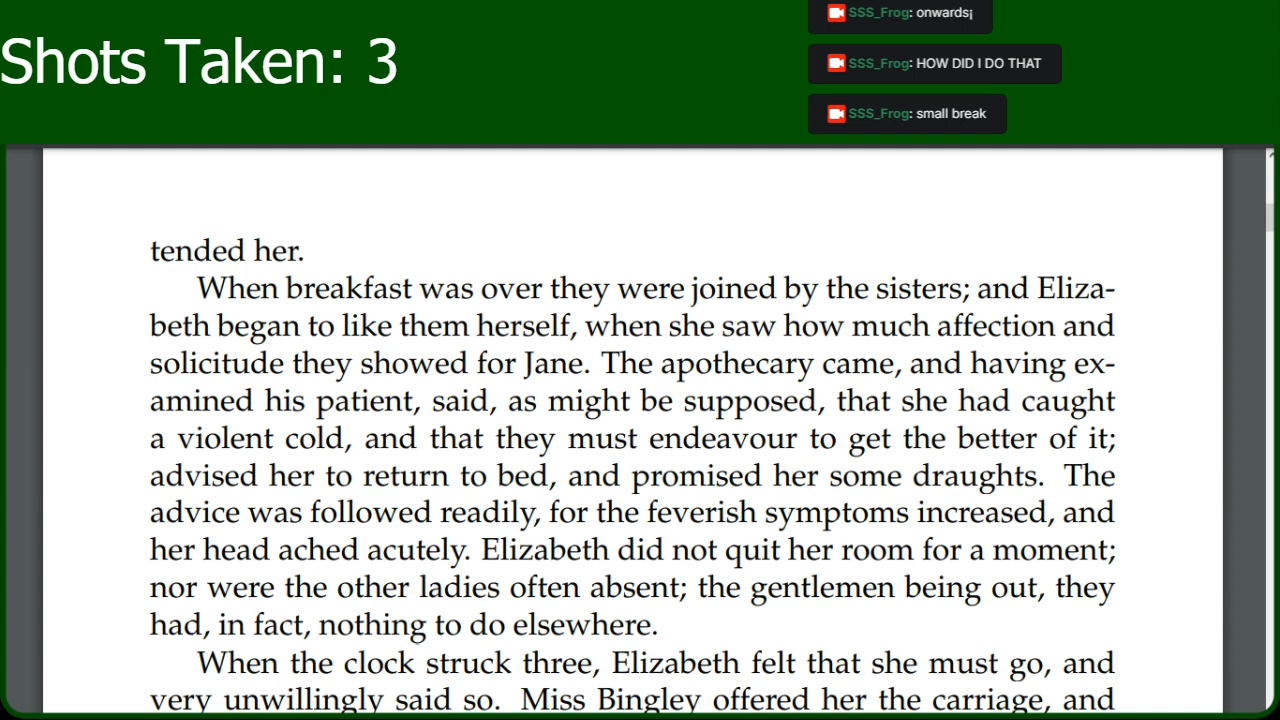 Shots Taken: 3
SSS_Frog: onwards¡
SSS_Frog: HOW DID I DO THAT
SSS_Frog: small break
tended her.
When breakfast was over they were joined by the sisters; and Eliza-
beth began to like them herself, when she saw how much affection and
solicitude they showed for Jane. The apothecary came, and having ex-
amined his patient, said, as might be supposed, that she had caught
a violent cold, and that they must endeavour to get the better of it;
advised her to return to bed, and promised her some draughts. The
advice was followed readily, for the feverish symptoms increased, and
her head ached acutely. Elizabeth did not quit her room for a moment;
nor were the other ladies often absent; the gentlemen being out, they
had, in fact, nothing to do elsewhere.
When the clock struck three, Elizabeth felt that she must go, and
very unwillingly said so. Miss Bingley offered her the carriage, and